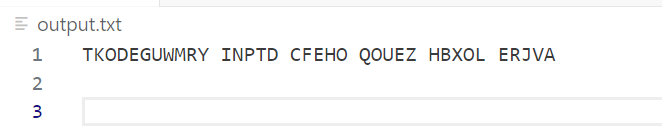 output.txt
1 TKODEGUWMRY INPTD CFEHO QOUEZ HBXOL ERJVA
2
3